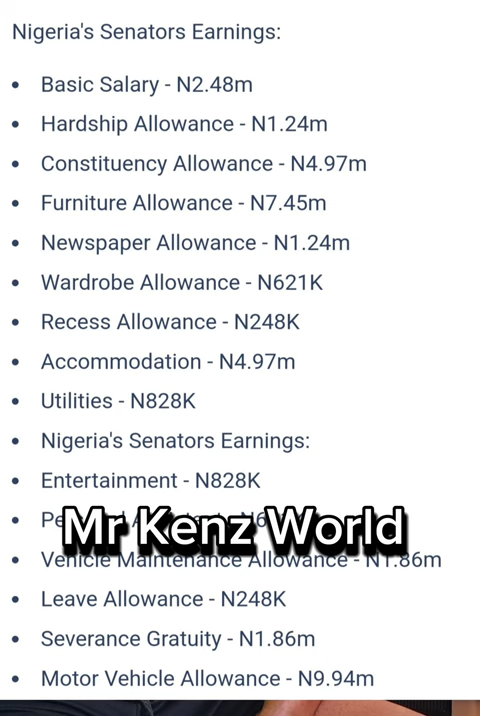 Nigeria's Senators Earnings:
• Basic Salary - N2.48m
• Hardship Allowance - N1.24m
• Constituency Allowance - N4.97m
• Furniture Allowance - N7.45m
• Newspaper Allowance - N1.24m
• Wardrobe Allowance - N621K
• Recess Allowance - N248K
• Accommodation - N4.97m
• Utilities - N828K
• Nigeria's Senators Earnings:
• Entertainment - N828K
Mr Kenz World
• Vehicle Maintenance Allowance - N1.86m
• Leave Allowance - N248K
• Severance Gratuity - N1.86m
• Motor Vehicle Allowance - N9.94m